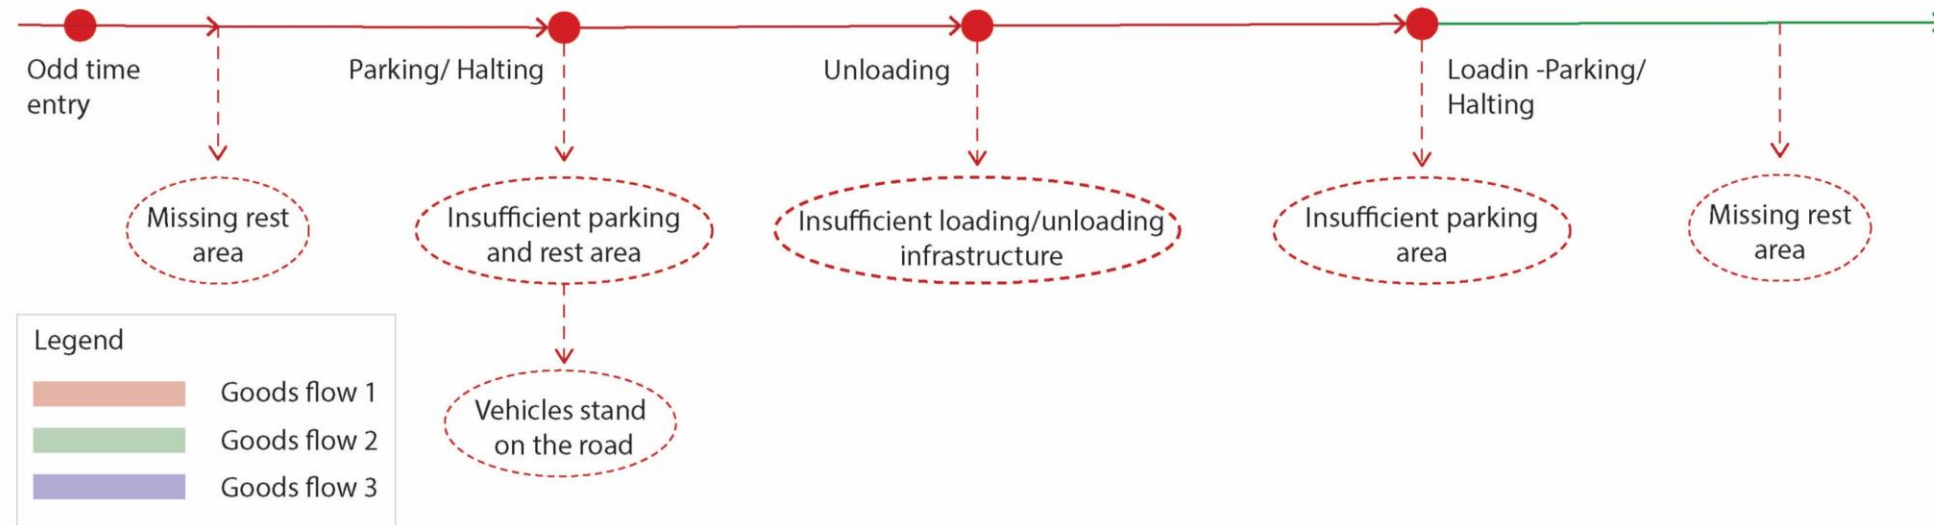 Odd time
entry
Parking/ Halting
Unloading
Loadin -Parking/
Halting
Missing rest
area
Insufficient parking
and rest area
Insufficient loading/unloading
infrastructure
Insufficient parking
area
Missing rest
area
Vehicles stand
on the road
Legend
Goods flow 1
Goods flow 2
Goods flow 3